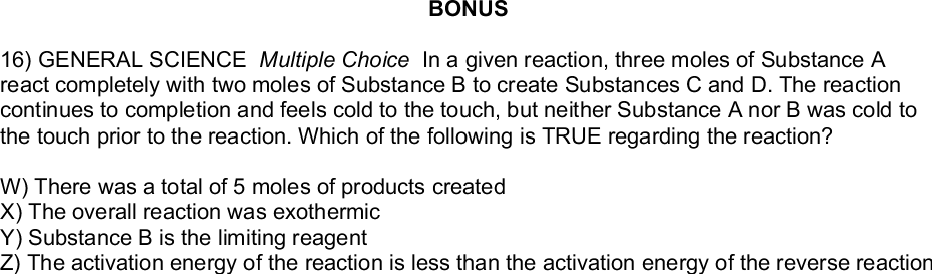 BONUS
16) GENERAL SCIENCE Multiple Choice In a given reaction, three moles of Substance A
react completely with two moles of Substance B to create Substances C and D. The reaction
continues to completion and feels cold to the touch, but neither Substance A nor B was cold to
the touch prior to the reaction. Which of the following is TRUE regarding the reaction?
W) There was a total of 5 moles of products created
X) The overall reaction was exothermic
Y) Substance B is the limiting reagent
Z) The activation energy of the reaction is less than the activation energy of the reverse reaction